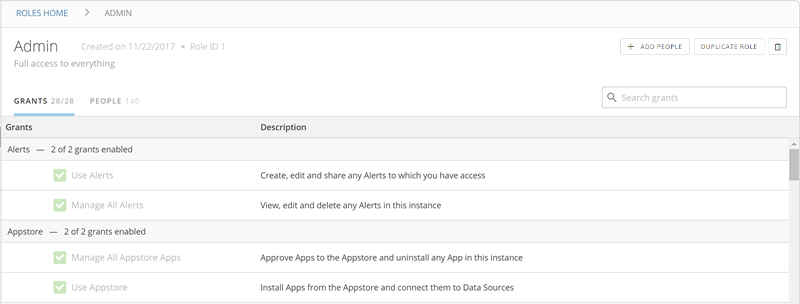 ROLES HOME > ADMIN
Admin Created on 11/22/2017 • Role ID 1 + ADD PEOPLE DUPLICATE ROLE
Full access to everything
GRANTS 28/28 PEOPLE 140 Search grants
Grants Description
Alerts — 2 of 2 grants enabled
Use Alerts Create, edit and share any Alerts to which you have access
Manage All Alerts View, edit and delete any Alerts in this instance
Appstore — 2 of 2 grants enabled
Manage All Appstore Apps Approve Apps to the Appstore and uninstall any App in this instance
Use Appstore Install Apps from the Appstore and connect them to Data Sources